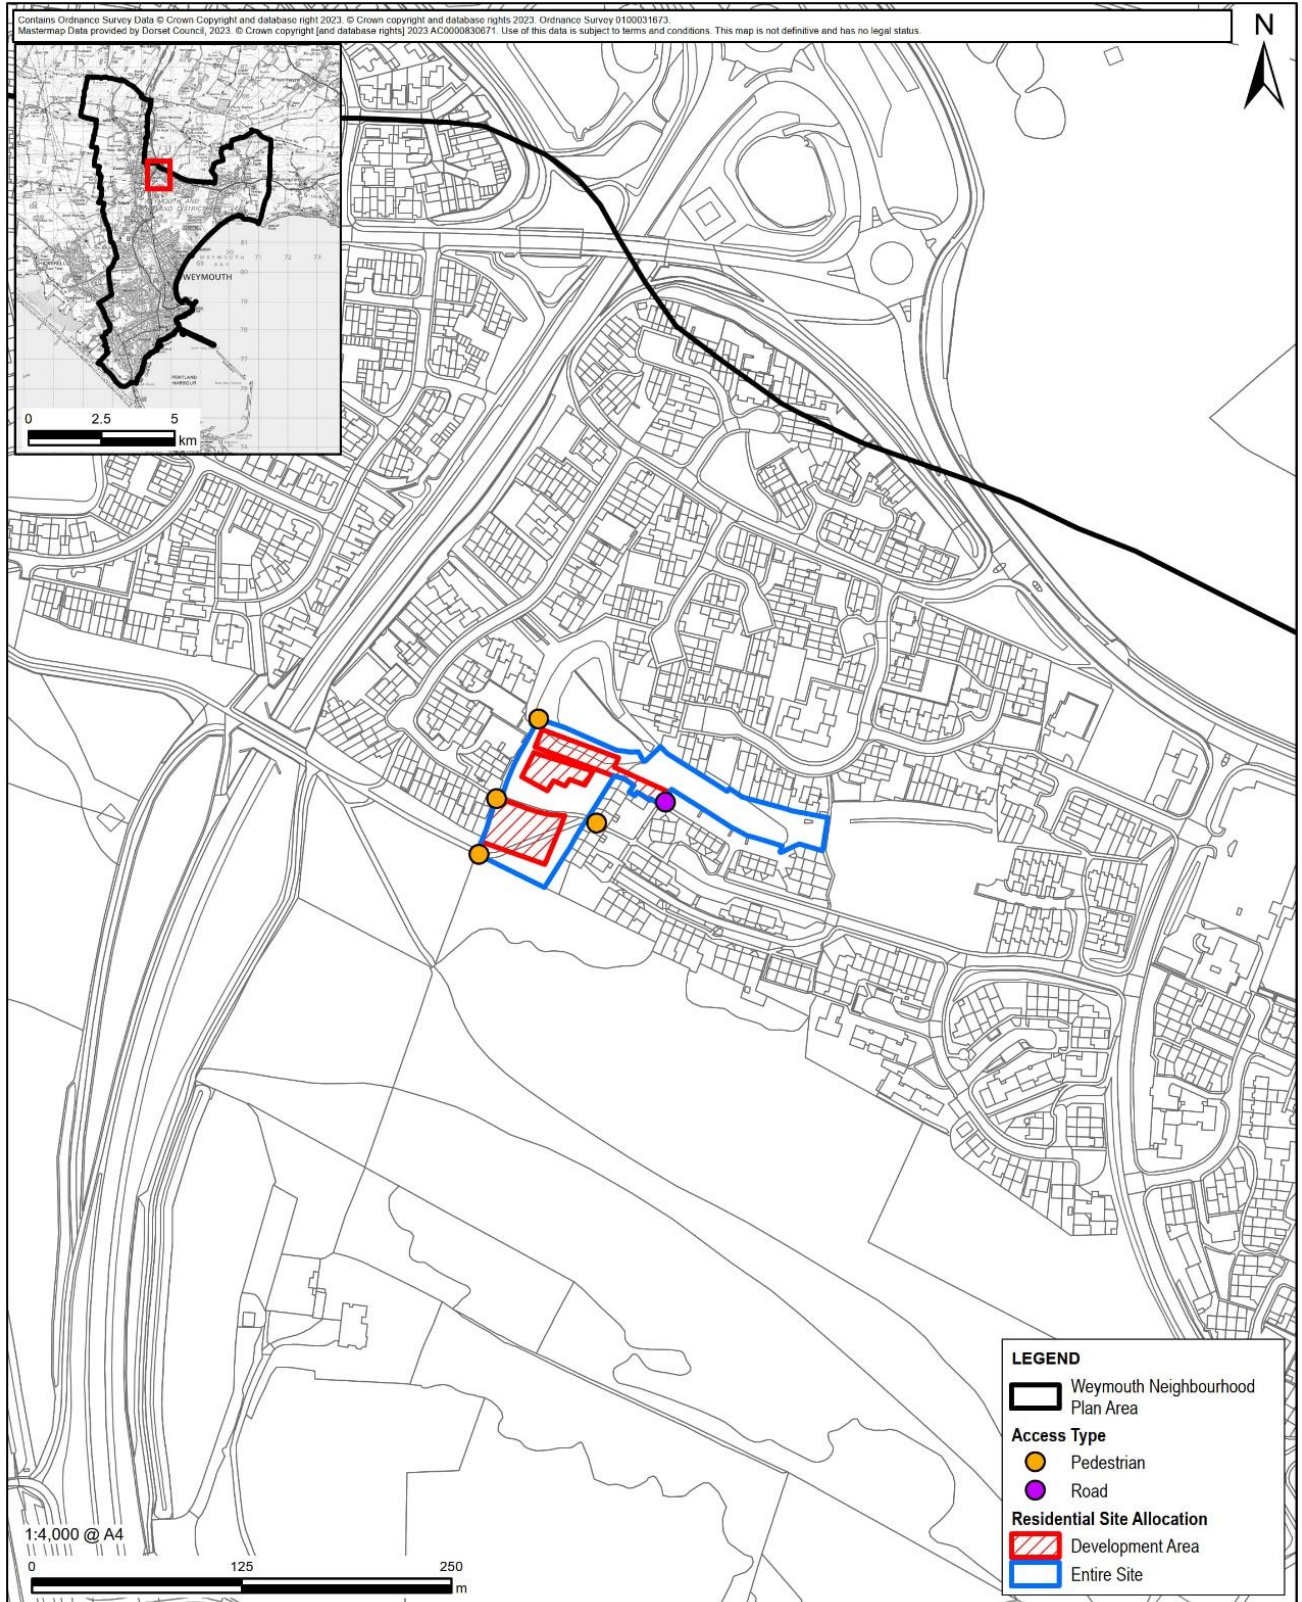 Contains Ordnance Survey Data © Crown Copyright and database right 2023. © Crown copyright and database rights 2023. Ordnance Survey 0100031673.
Mastermap Data provided by Dorset Council, 2023. © Crown copyright [and database rights] 2023 AC0000830671. Use of this data is subject to terms and conditions. This map is not definitive and has no legal status.
N
WEYMOUTH
PORTLAND
HARBOUR
0 2.5 5
km
LEGEND
Weymouth Neighbourhood
Plan Area
Access Type
Pedestrian
Road
Residential Site Allocation
Development Area
Entire Site
1:4,000 @ A4
0 125 250
m